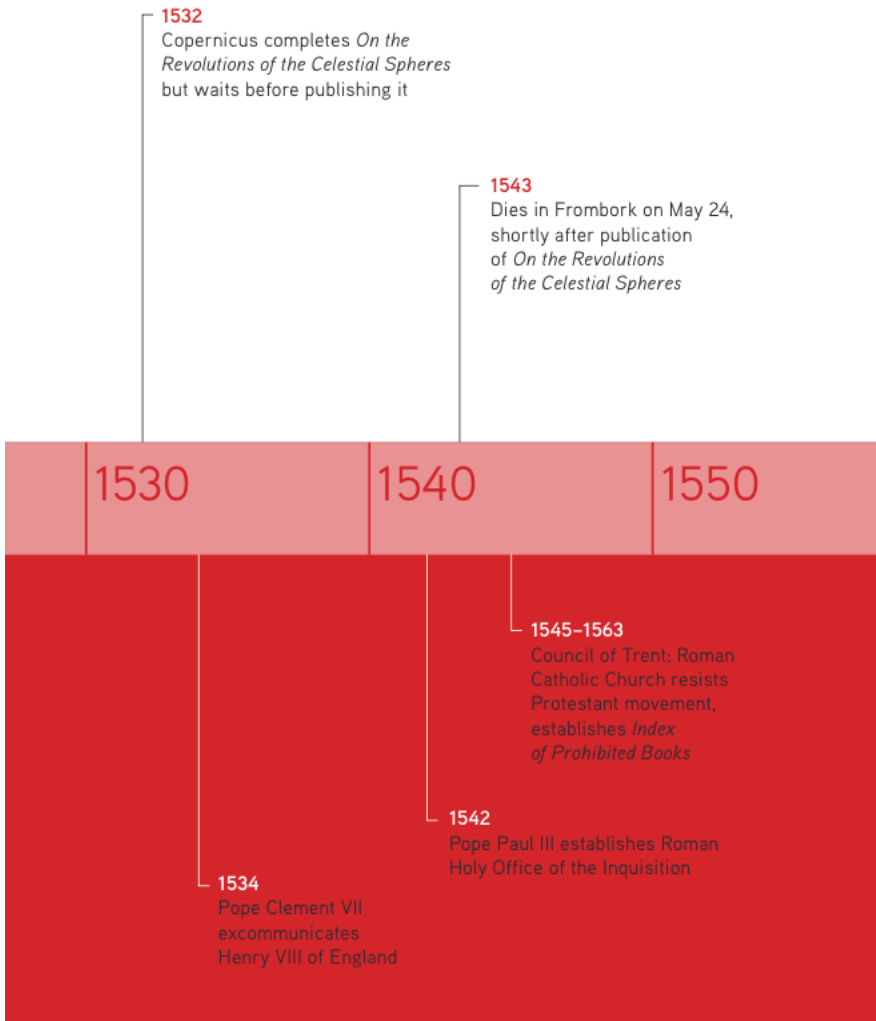 1532
Copernicus completes On the
Revolutions of the Celestial Spheres
but waits before publishing it
1543
Dies in Frombork on May 24,
shortly after publication
of On the Revolutions
of the Celestial Spheres
1530
1540
1550
1545–1563
Council of Trent: Roman
Catholic Church resists
Protestant movement,
establishes Index
of Prohibited Books
1542
Pope Paul III establishes Roman
Holy Office of the Inquisition
1534
Pope Clement VII
excommunicates
Henry VIII of England